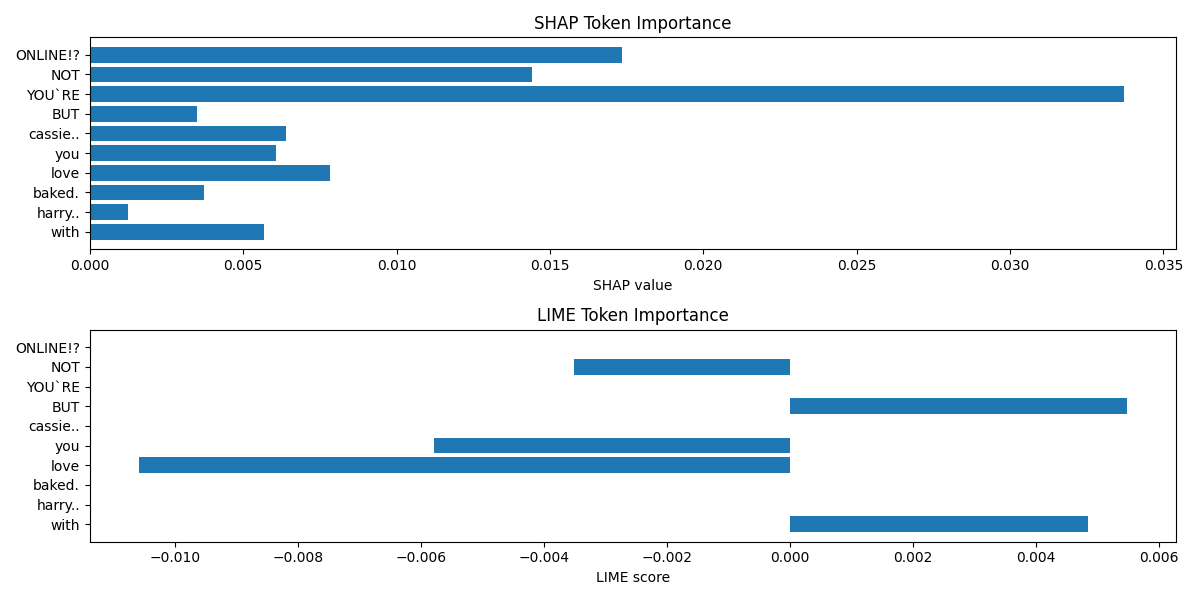 SHAP Token Importance
ONLINE!?
NOT
YOU`RE
BUT
cassie..
you
love
baked.
harry..
with
0.000 0.005 0.010 0.015 0.020 0.025 0.030 0.035
SHAP value
LIME Token Importance
ONLINE!?
NOT
YOU`RE
BUT
cassie..
you
love
baked.
harry..
with
−0.010 −0.008 −0.006 −0.004 −0.002 0.000 0.002 0.004 0.006
LIME score